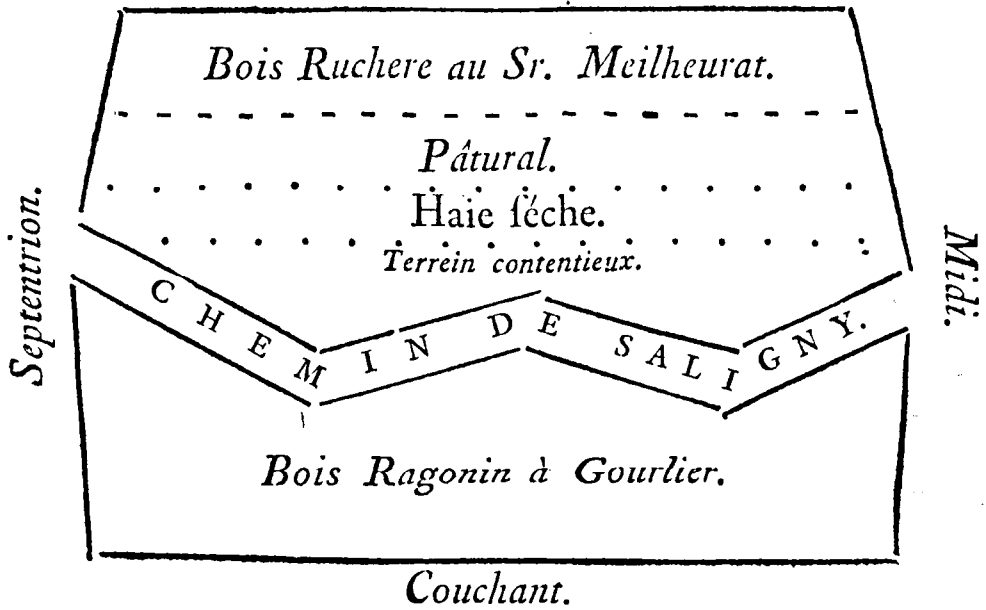 Bois Ruchere au Sr. Meilheurat.
Pâtural.
Haie ſéche.
Terrein contentieux.
Septentrion.
Midi.
CHEMIN DE SALIGNY.
Bois Ragonin à Gourlier.
Couchant.